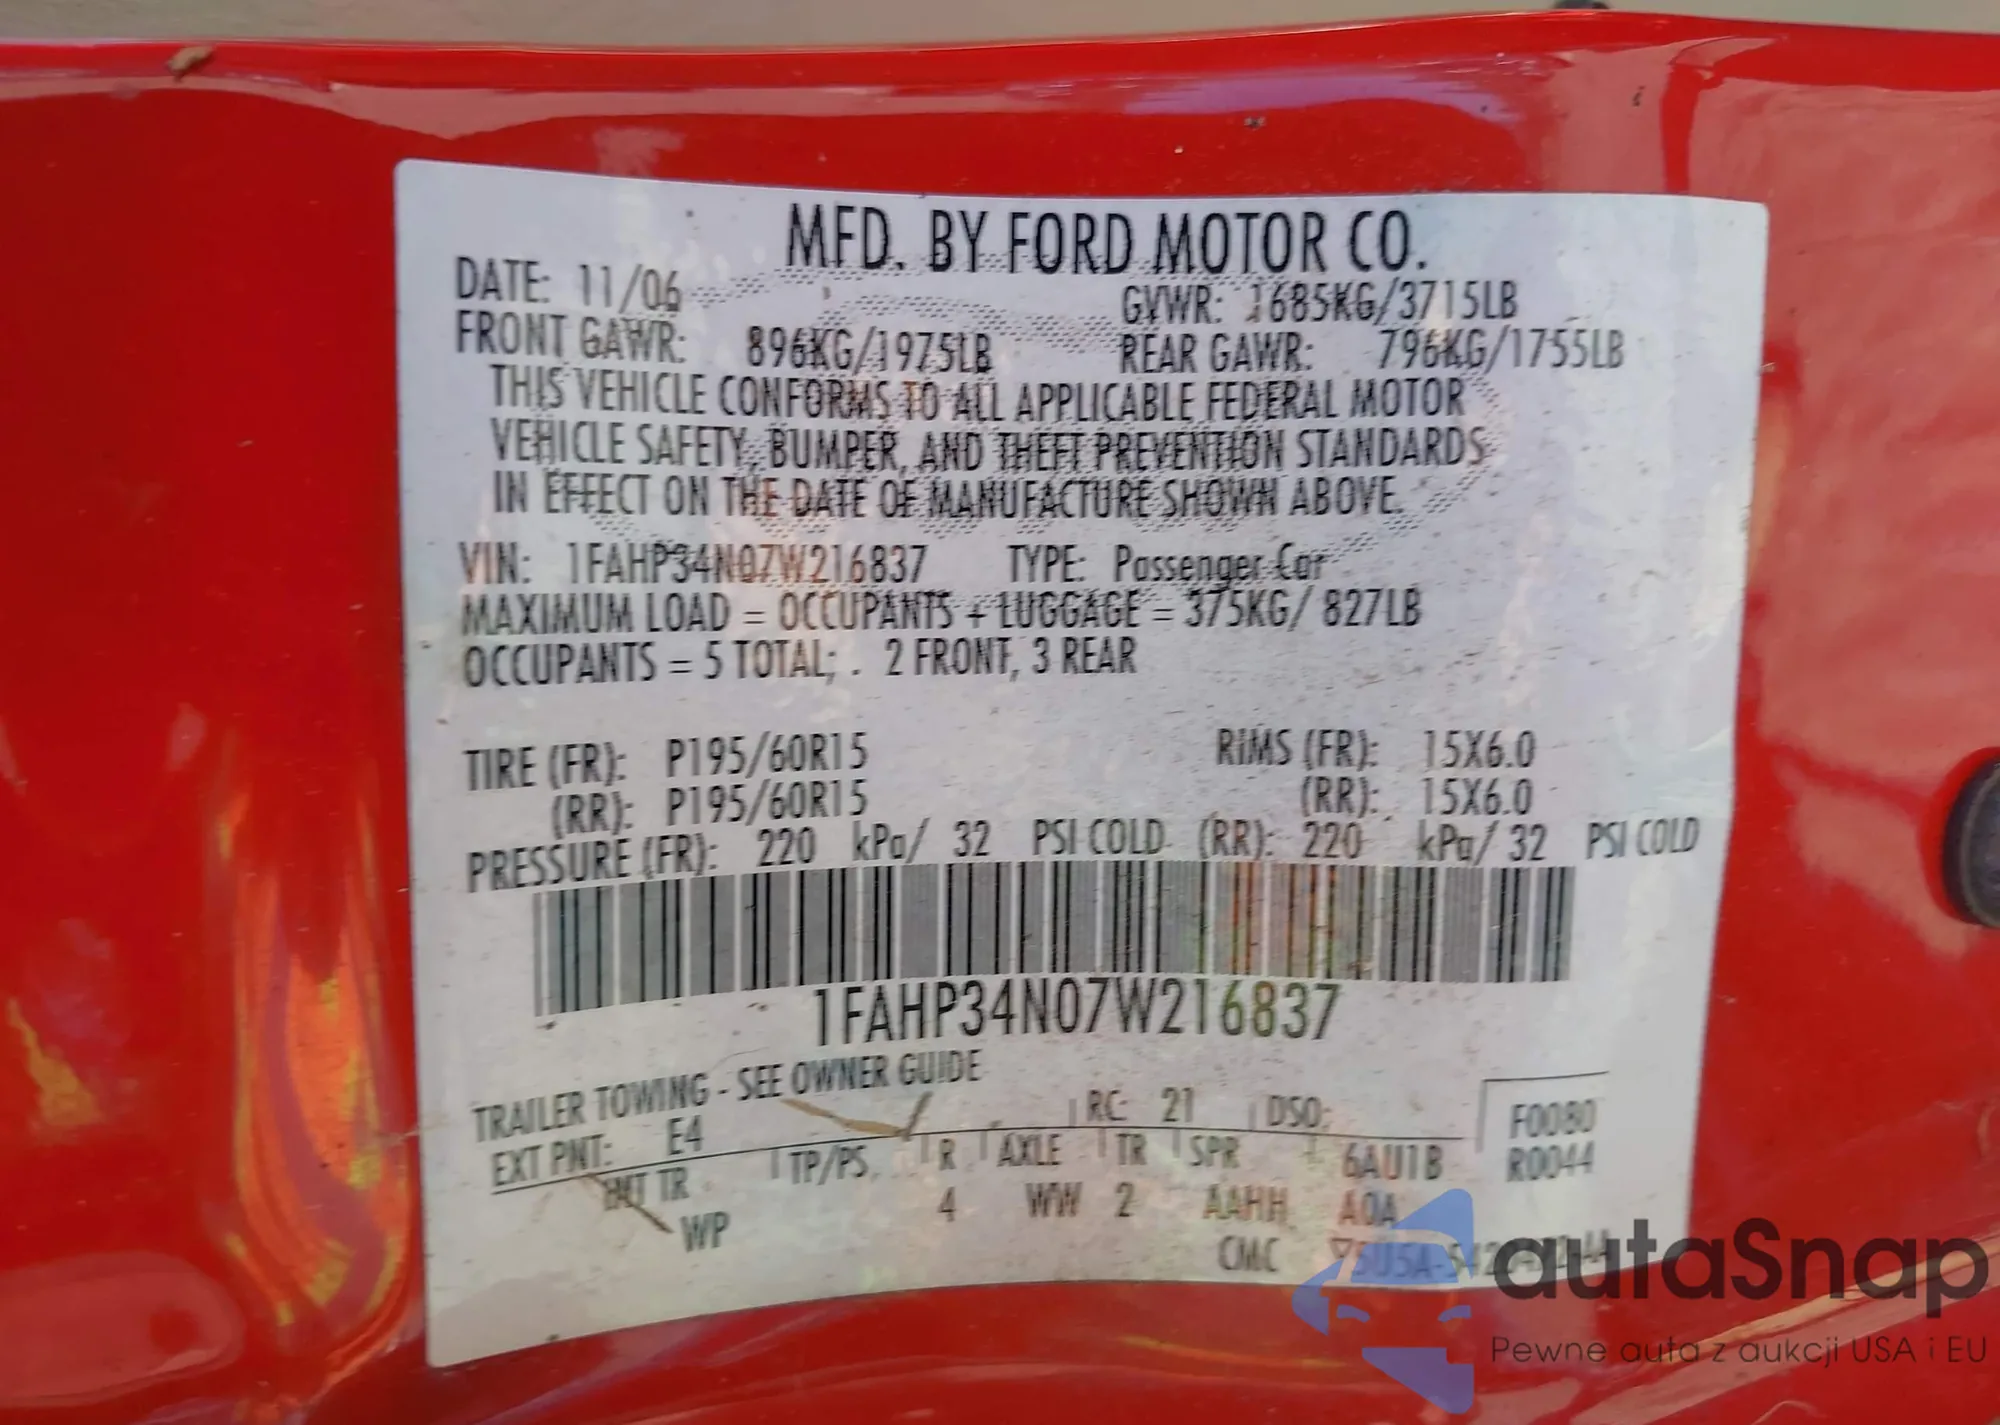 MFD. BY FORD MOTOR CO.
DATE: 11/06 GVWR: 1685KG/3715LB
FRONT GAWR: 896KG/1975LB REAR GAWR: 796KG/1755LB
THIS VEHICLE CONFORMS TO ALL APPLICABLE FEDERAL MOTOR
VEHICLE SAFETY, BUMPER, AND THEFT PREVENTION STANDARDS
IN EFFECT ON THE DATE OF MANUFACTURE SHOWN ABOVE.
VIN: 1FAHP34N07W216837 TYPE: Passenger Car
MAXIMUM LOAD = OCCUPANTS + LUGGAGE = 375KG/ 827LB
OCCUPANTS = 5 TOTAL; . 2 FRONT, 3 REAR
TIRE (FR): P195/60R15 RIMS (FR): 15X6.0
(RR): P195/60R15 (RR): 15X6.0
PRESSURE (FR): 220 kPa/ 32 PSI COLD (RR): 220 kPa/ 32 PSI COLD
1FAHP34N07W216837
TRAILER TOWING - SEE OWNER GUIDE
EXT PNT: E4 RC: 21 DSO: F0080
INT TR TP/PS R AXLE TR SPR 6AU1B R0044
WP 4 WW 2 AAHH A0A
CMC
autaSnap
Pewne auta z aukcji USA i EU